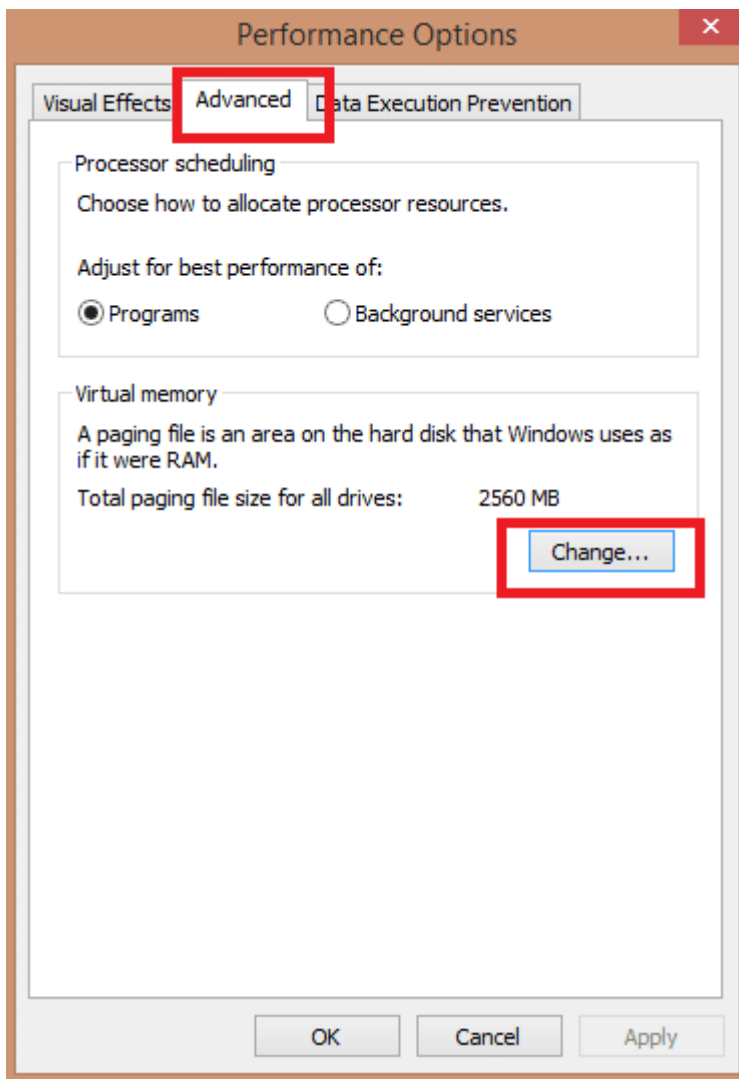 Performance Options
Visual Effects
Advanced
Data Execution Prevention
Processor scheduling
Choose how to allocate processor resources.
Adjust for best performance of:
Programs
Background services
Virtual memory
A paging file is an area on the hard disk that Windows uses as
if it were RAM.
Total paging file size for all drives: 2560 MB
Change...
OK
Cancel
Apply